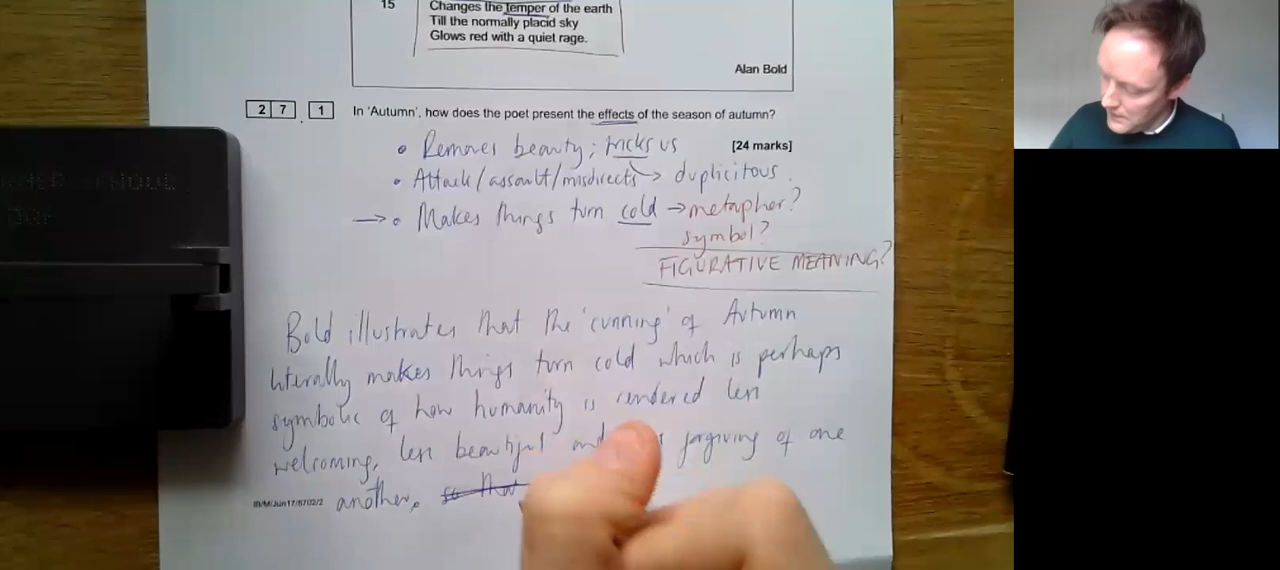 15 Changes the temper of the earth
Till the normally placid sky
Glows red with a quiet rage.
Alan Bold
2 7 . 1 In ‘Autumn’, how does the poet present the effects of the season of autumn?
[24 marks]
• Removes beauty; tricks us
• Attack/assault/misdirects → duplicitous.
→ • Makes things turn cold → metaphor?
symbol?
FIGURATIVE MEANING?
Bold illustrates that the 'cunning' of Autumn
literally makes things turn cold which is perhaps
symbolic of how humanity is rendered less
welcoming, less beautiful and forgiving of one
another. so that
IB/M/Jun17/8702/2